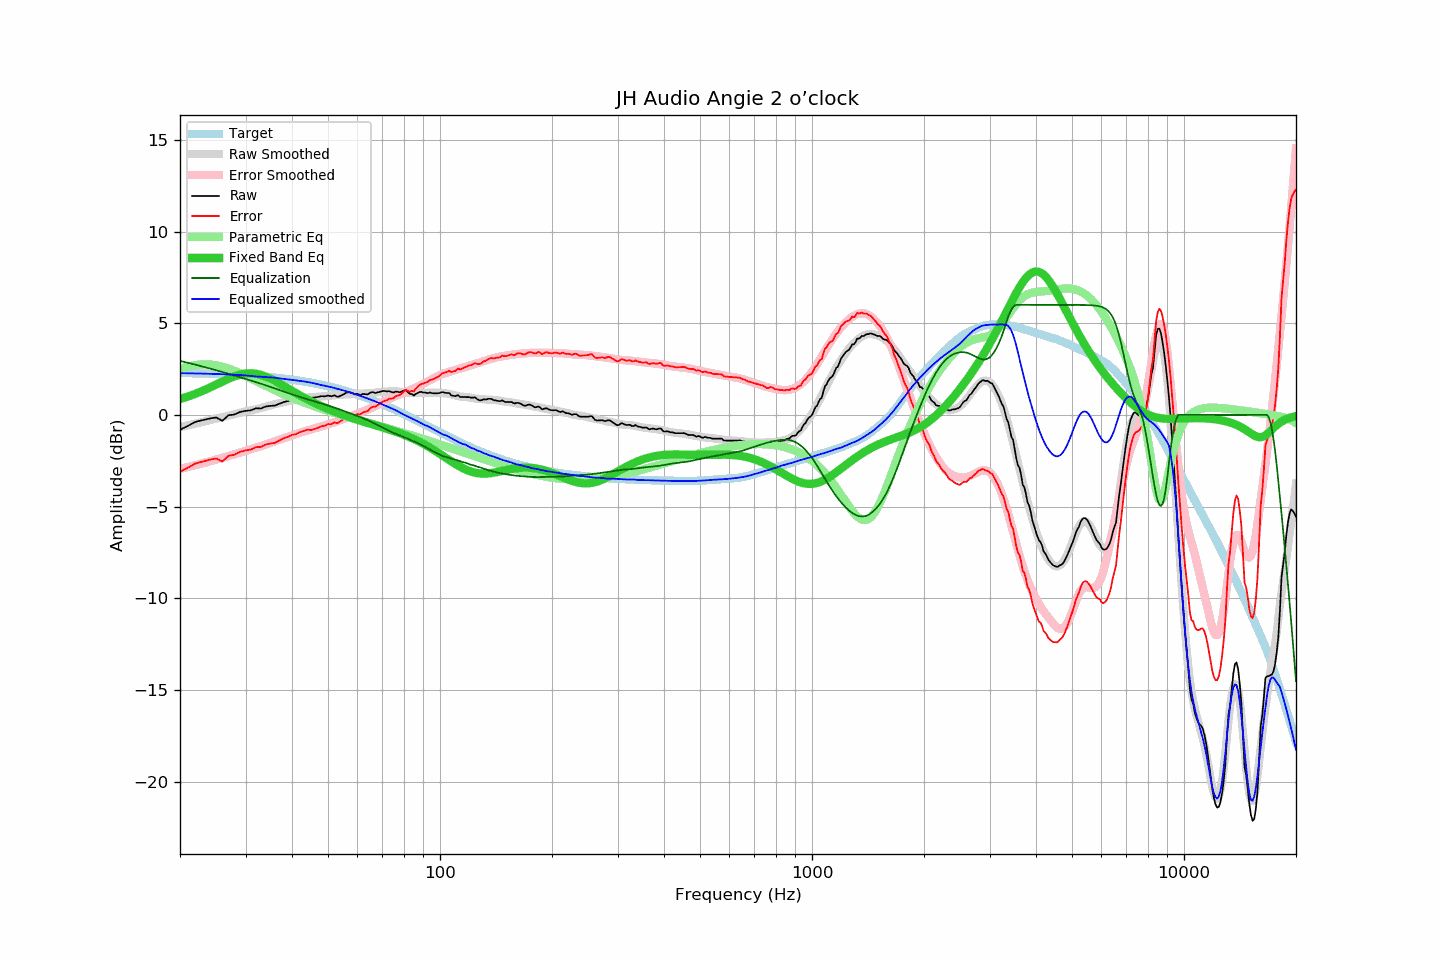 JH Audio Angie 2 o’clock
Target
Raw Smoothed
Error Smoothed
Raw
Error
Parametric Eq
Fixed Band Eq
Equalization
Equalized smoothed
15
10
5
0
−5
−10
−15
−20
Amplitude (dBr)
100 1000 10000
Frequency (Hz)